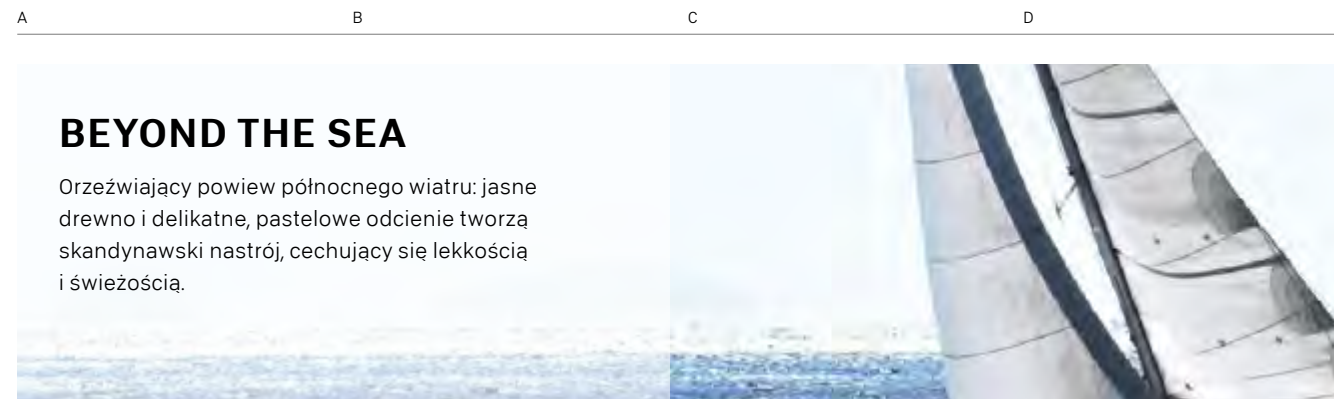 A B C D
BEYOND THE SEA
Orzeźwiający powiew północnego wiatru: jasne
drewno i delikatne, pastelowe odcienie tworzą
skandynawski nastrój, cechujący się lekkością
i świeżością.